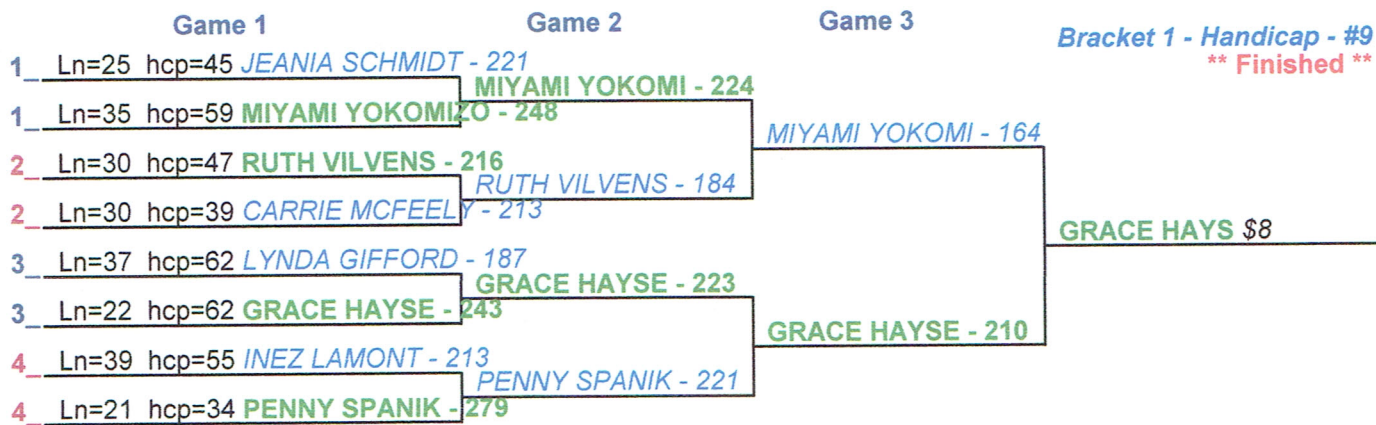 Game 1 Game 2 Game 3
Bracket 1 - Handicap - #9
** Finished **
1_ Ln=25 hcp=45 JEANIA SCHMIDT - 221
MIYAMI YOKOMI - 224
1_ Ln=35 hcp=59 MIYAMI YOKOMIZO - 248
MIYAMI YOKOMI - 164
2_ Ln=30 hcp=47 RUTH VILVENS - 216
RUTH VILVENS - 184
2_ Ln=30 hcp=39 CARRIE MCFEELY - 213
GRACE HAYS $8
3_ Ln=37 hcp=62 LYNDA GIFFORD - 187
GRACE HAYSE - 223
3_ Ln=22 hcp=62 GRACE HAYSE - 243
GRACE HAYSE - 210
4_ Ln=39 hcp=55 INEZ LAMONT - 213
PENNY SPANIK - 221
4_ Ln=21 hcp=34 PENNY SPANIK - 279